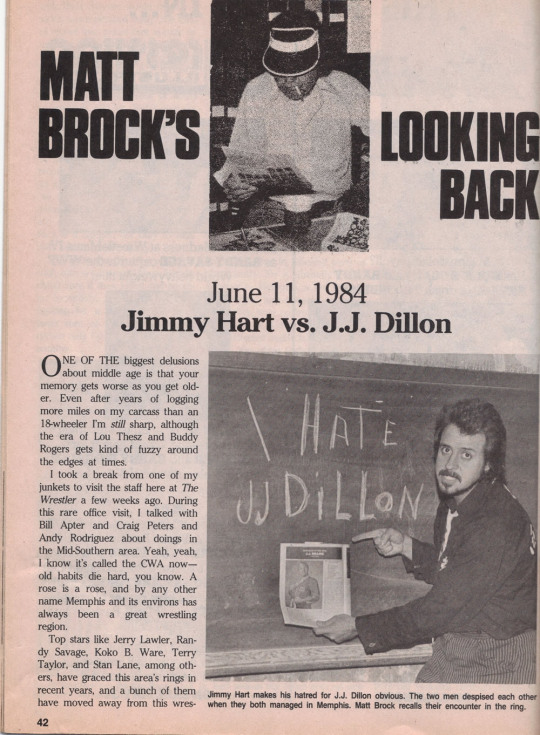 MATT
BROCK'S
LOOKING
BACK
June 11, 1984
Jimmy Hart vs. J.J. Dillon
ONE OF THE biggest delusions
about middle age is that your
memory gets worse as you get old-
er. Even after years of logging
more miles on my carcass than an
18-wheeler I'm still sharp, although
the era of Lou Thesz and Buddy
Rogers gets kind of fuzzy around
the edges at times.
I took a break from one of my
junkets to visit the staff here at The
Wrestler a few weeks ago. During
this rare office visit, I talked with
Bill Apter and Craig Peters and
Andy Rodriguez about doings in
the Mid-Southern area. Yeah, yeah,
I know it's called the CWA now—
old habits die hard, you know. A
rose is a rose, and by any other
name Memphis and its environs has
always been a great wrestling
region.
Top stars like Jerry Lawler, Ran-
dy Savage, Koko B. Ware, Terry
Taylor, and Stan Lane, among oth-
ers, have graced this area's rings in
recent years, and a bunch of them
have moved away from this wres-
I HATE
JJ DILLON
Jimmy Hart makes his hatred for J.J. Dillon obvious. The two men despised each other
when they both managed in Memphis. Matt Brock recalls their encounter in the ring.
42